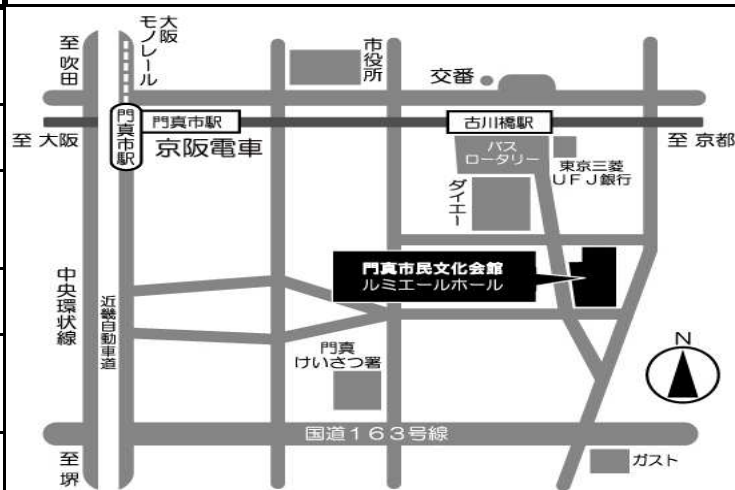 至 吹田
大阪
モノレール
市役所
交番
門真市駅
門真市駅
古川橋駅
至 大阪
京阪電車
至 京都
バス
ロータリー
東京三菱
UFJ銀行
ダイエー
門真市民文化会館
ルミエールホール
中央環状線
近畿自動車道
門真
けいさつ署
N
国道163号線
至 堺
ガスト